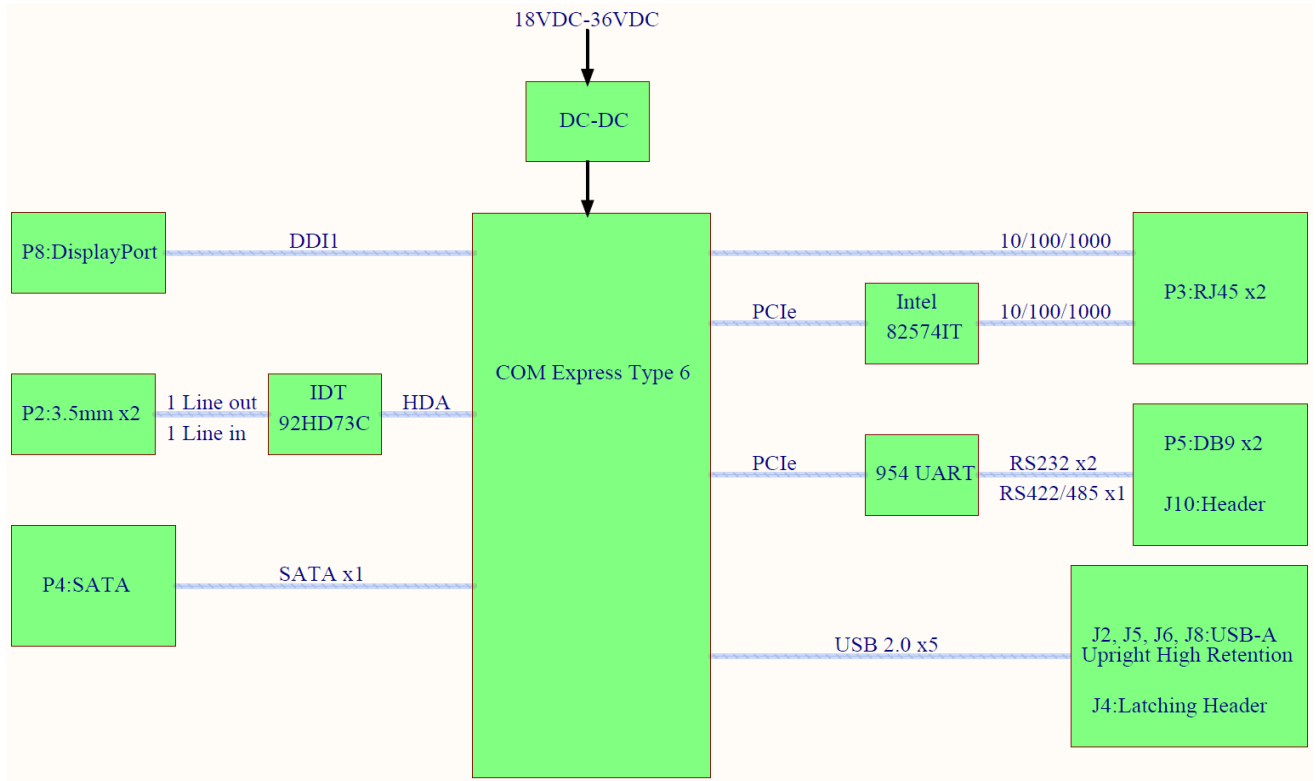 18VDC-36VDC
DC-DC
P8:DisplayPort
DDI1
10/100/1000
P3:RJ45 x2
PCIe
Intel
82574IT
10/100/1000
COM Express Type 6
P2:3.5mm x2
1 Line out
1 Line in
IDT
92HD73C
HDA
PCIe
954 UART
RS232 x2
RS422/485 x1
P5:DB9 x2
J10:Header
P4:SATA
SATA x1
USB 2.0 x5
J2, J5, J6, J8:USB-A
Upright High Retention
J4:Latching Header